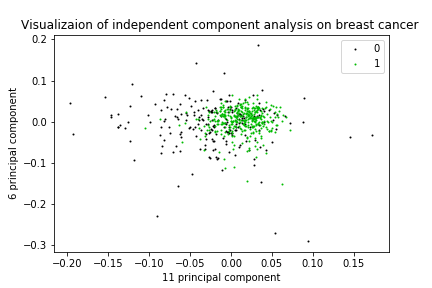 Visualizaion of independent component analysis on breast cancer
0.2
0.1
0.0
−0.1
−0.2
−0.3
6 principal component
0
1
−0.20 −0.15 −0.10 −0.05 0.00 0.05 0.10 0.15
11 principal component